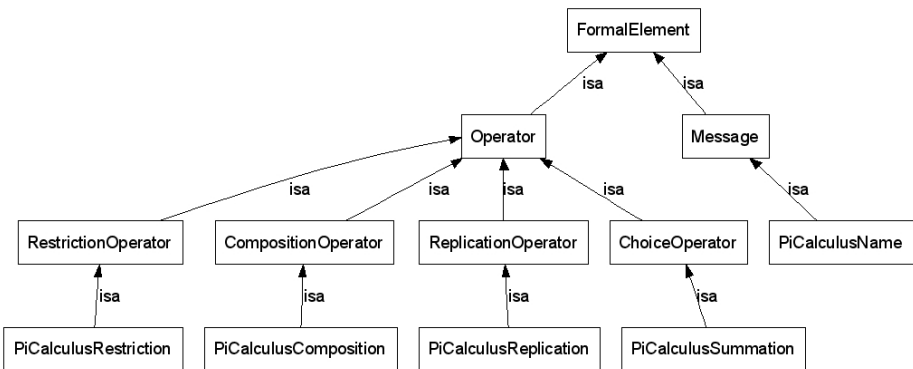 FormalElement
isa
isa
Operator
Message
isa
isa
isa
isa
isa
RestrictionOperator
CompositionOperator
ReplicationOperator
ChoiceOperator
PiCalculusName
isa
isa
isa
isa
PiCalculusRestriction
PiCalculusComposition
PiCalculusReplication
PiCalculusSummation